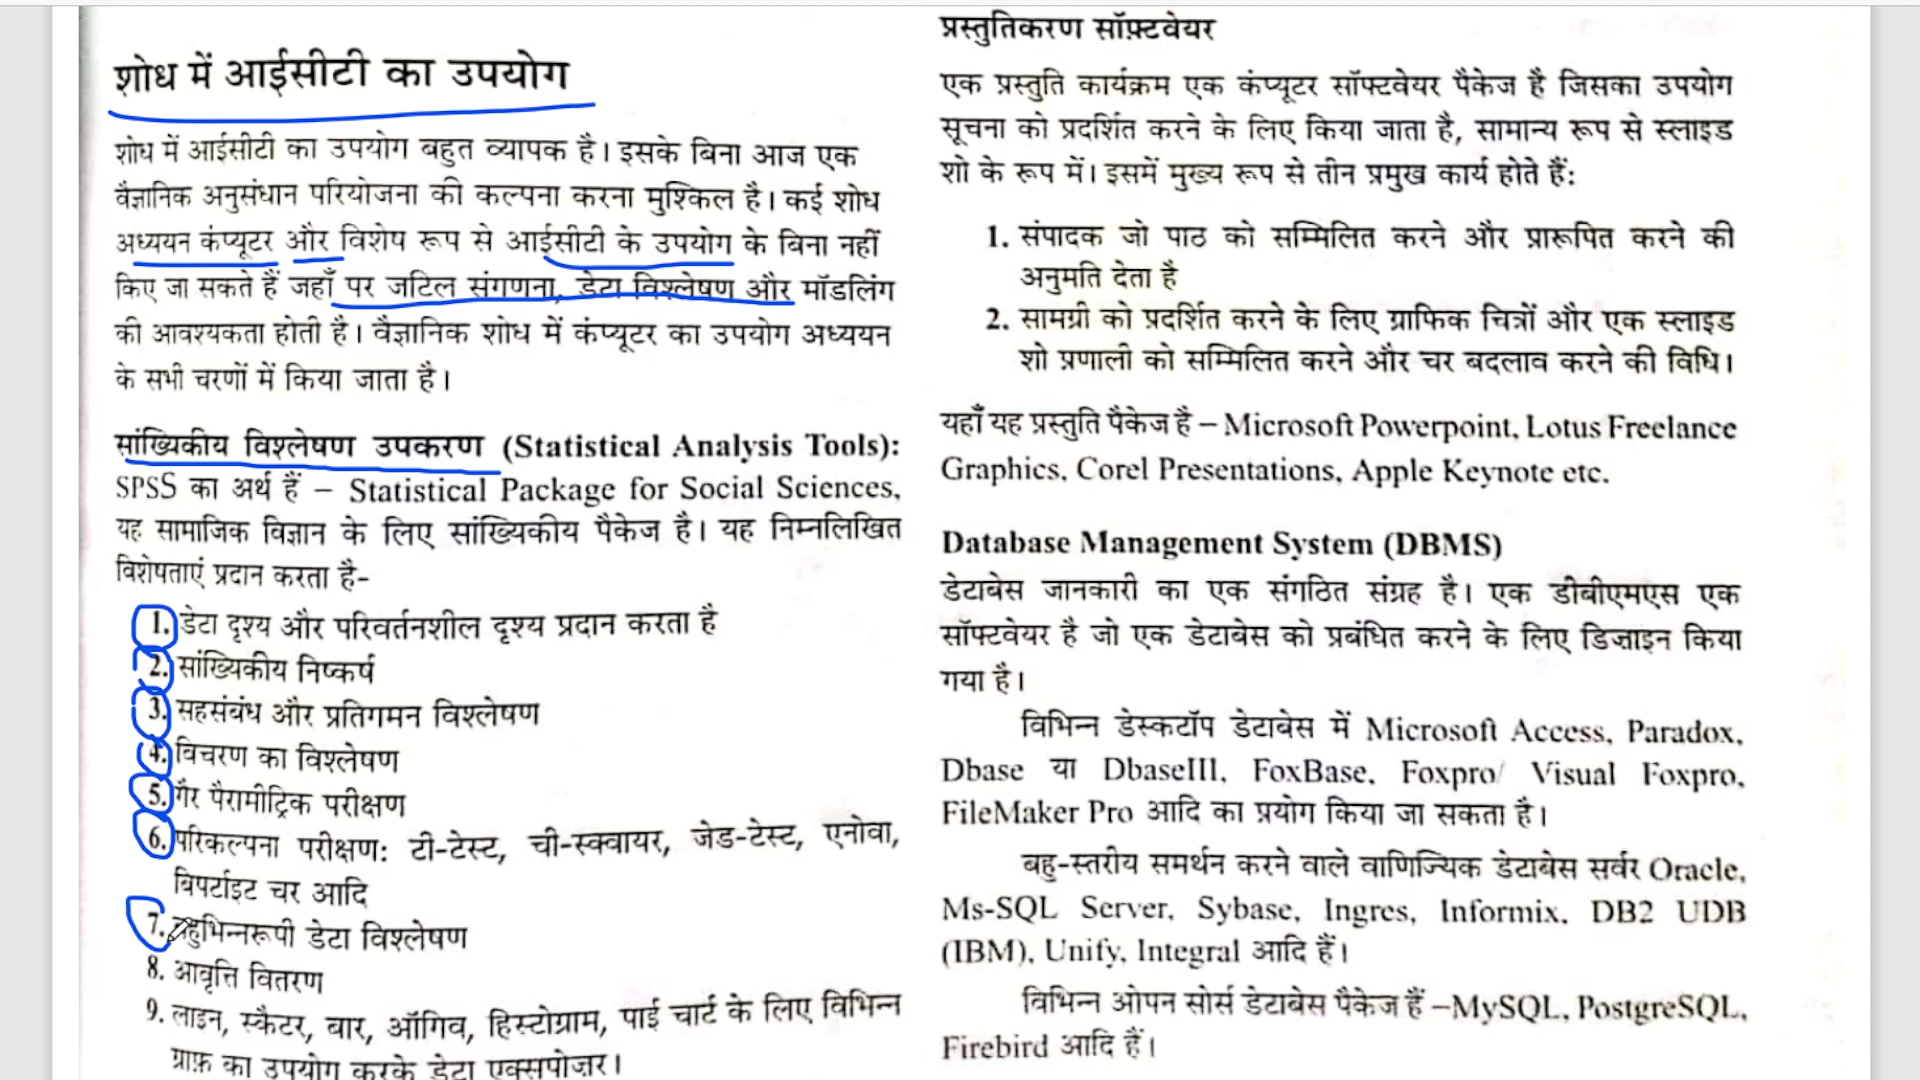 शोध में आईसीटी का उपयोग
शोध में आईसीटी का उपयोग बहुत व्यापक है। इसके बिना आज एक
वैज्ञानिक अनुसंधान परियोजना की कल्पना करना मुश्किल है। कई शोध
अध्ययन कंप्यूटर और विशेष रूप से आईसीटी के उपयोग के बिना नहीं
किए जा सकते हैं जहाँ पर जटिल संगणना, डेटा विश्लेषण और मॉडलिंग
की आवश्यकता होती है। वैज्ञानिक शोध में कंप्यूटर का उपयोग अध्ययन
के सभी चरणों में किया जाता है।
सांख्यिकीय विश्लेषण उपकरण (Statistical Analysis Tools):
SPSS का अर्थ हैं – Statistical Package for Social Sciences,
यह सामाजिक विज्ञान के लिए सांख्यिकीय पैकेज है। यह निम्नलिखित
विशेषताएं प्रदान करता है-
1. डेटा दृश्य और परिवर्तनशील दृश्य प्रदान करता है
2. सांख्यिकीय निष्कर्ष
3. सहसंबंध और प्रतिगमन विश्लेषण
4. विचरण का विश्लेषण
5. गैर पैरामीट्रिक परीक्षण
6. परिकल्पना परीक्षण: टी-टेस्ट, ची-स्क्वायर, जेड-टेस्ट, एनोवा,
बिपर्टाइट चर आदि
7. बहुभिन्नरूपी डेटा विश्लेषण
8. आवृत्ति वितरण
9. लाइन, स्कैटर, बार, ऑगिव, हिस्टोग्राम, पाई चार्ट के लिए विभिन्न
ग्राफ़ का उपयोग करके डेटा एक्सपोज़र।
प्रस्तुतिकरण सॉफ़्टवेयर
एक प्रस्तुति कार्यक्रम एक कंप्यूटर सॉफ्टवेयर पैकेज है जिसका उपयोग
सूचना को प्रदर्शित करने के लिए किया जाता है, सामान्य रूप से स्लाइड
शो के रूप में। इसमें मुख्य रूप से तीन प्रमुख कार्य होते हैं:
1. संपादक जो पाठ को सम्मिलित करने और प्रारूपित करने की
अनुमति देता है
2. सामग्री को प्रदर्शित करने के लिए ग्राफिक चित्रों और एक स्लाइड
शो प्रणाली को सम्मिलित करने और चर बदलाव करने की विधि।
यहाँ यह प्रस्तुति पैकेज है – Microsoft Powerpoint, Lotus Freelance
Graphics, Corel Presentations, Apple Keynote etc.
Database Management System (DBMS)
डेटाबेस जानकारी का एक संगठित संग्रह है। एक डीबीएमएस एक
सॉफ्टवेयर है जो एक डेटाबेस को प्रबंधित करने के लिए डिज़ाइन किया
गया है।
विभिन्न डेस्कटॉप डेटाबेस में Microsoft Access, Paradox,
Dbase या DbaseIII, FoxBase, Foxpro/ Visual Foxpro,
FileMaker Pro आदि का प्रयोग किया जा सकता है।
बहु-स्तरीय समर्थन करने वाले वाणिज्यिक डेटाबेस सर्वर Oracle,
Ms-SQL Server, Sybase, Ingres, Informix, DB2 UDB
(IBM), Unify, Integral आदि हैं।
विभिन्न ओपन सोर्स डेटाबेस पैकेज हैं –MySQL, PostgreSQL,
Firebird आदि हैं।